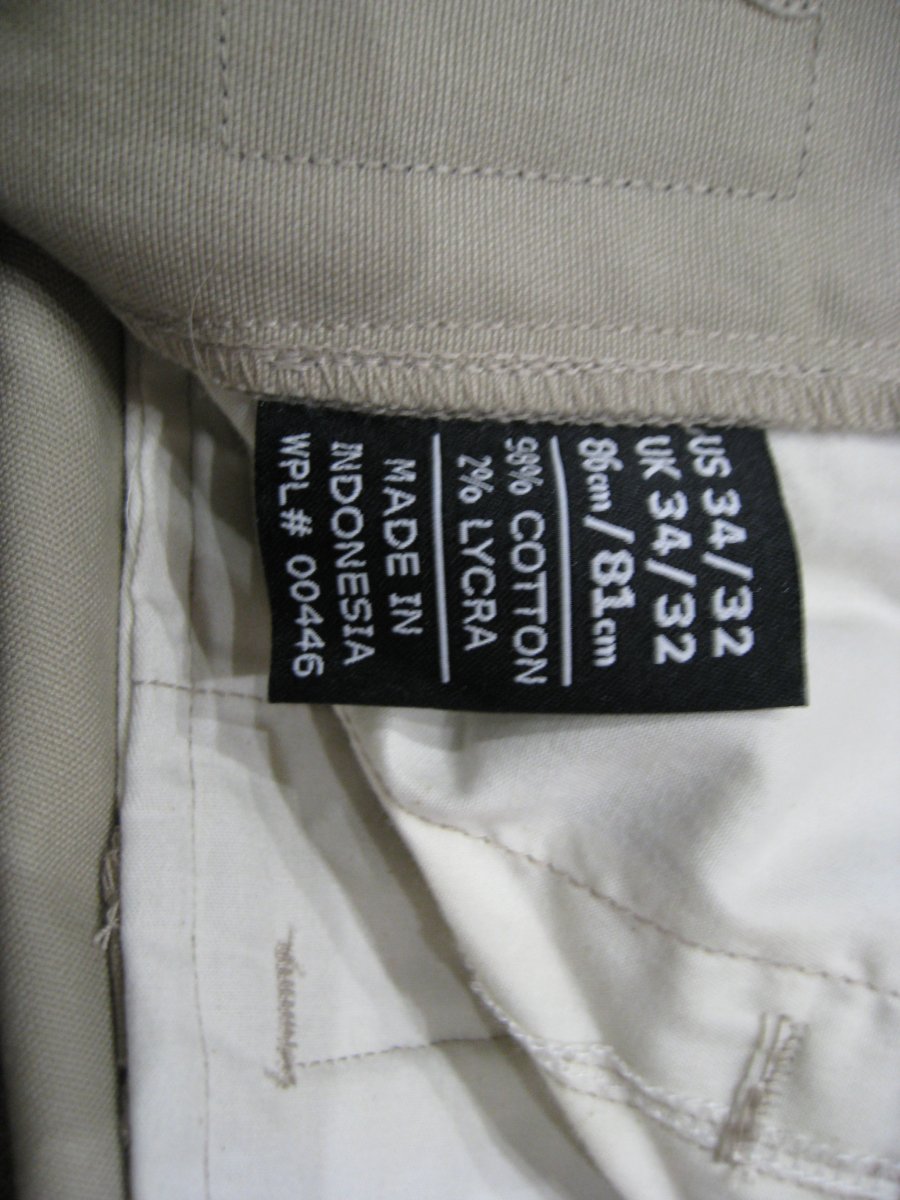 US 34/32
UK 34/32
86cm/81cm
98% COTTON
2% LYCRA
MADE IN
INDONESIA
WPL# 00446